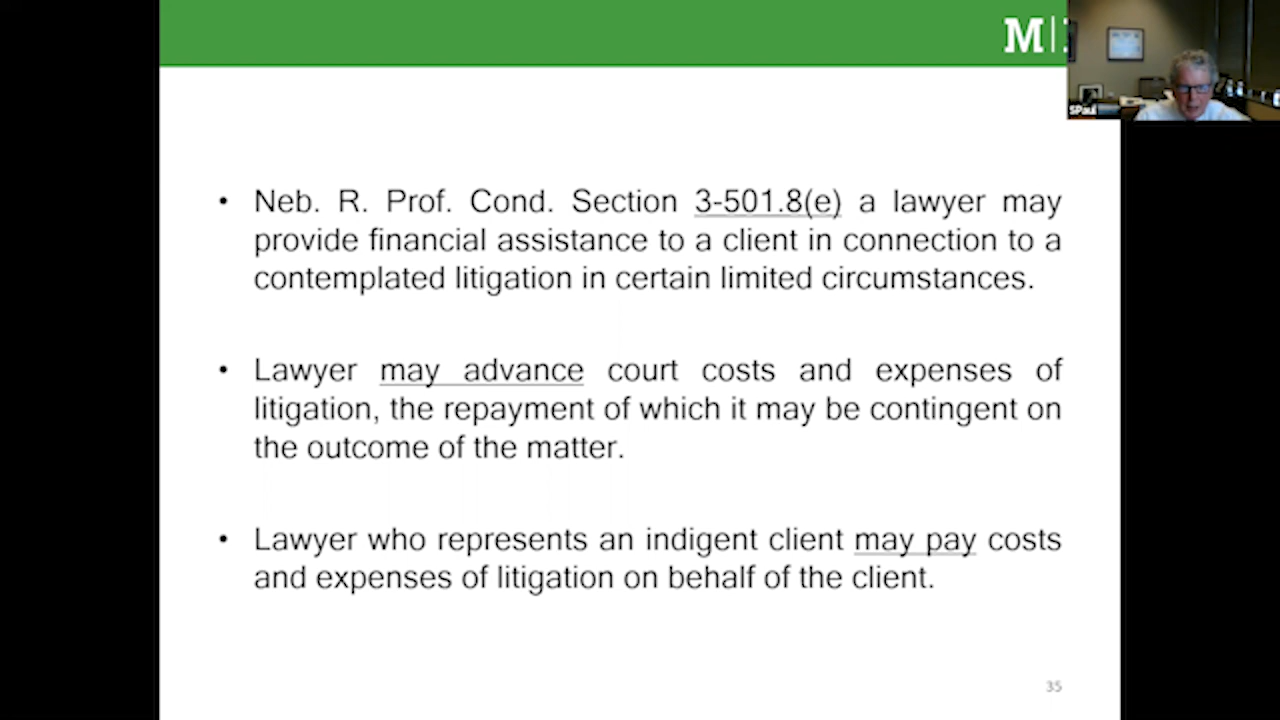 M|
SPaul
• Neb. R. Prof. Cond. Section 3-501.8(e) a lawyer may
provide financial assistance to a client in connection to a
contemplated litigation in certain limited circumstances.
• Lawyer may advance court costs and expenses of
litigation, the repayment of which it may be contingent on
the outcome of the matter.
• Lawyer who represents an indigent client may pay costs
and expenses of litigation on behalf of the client.
35